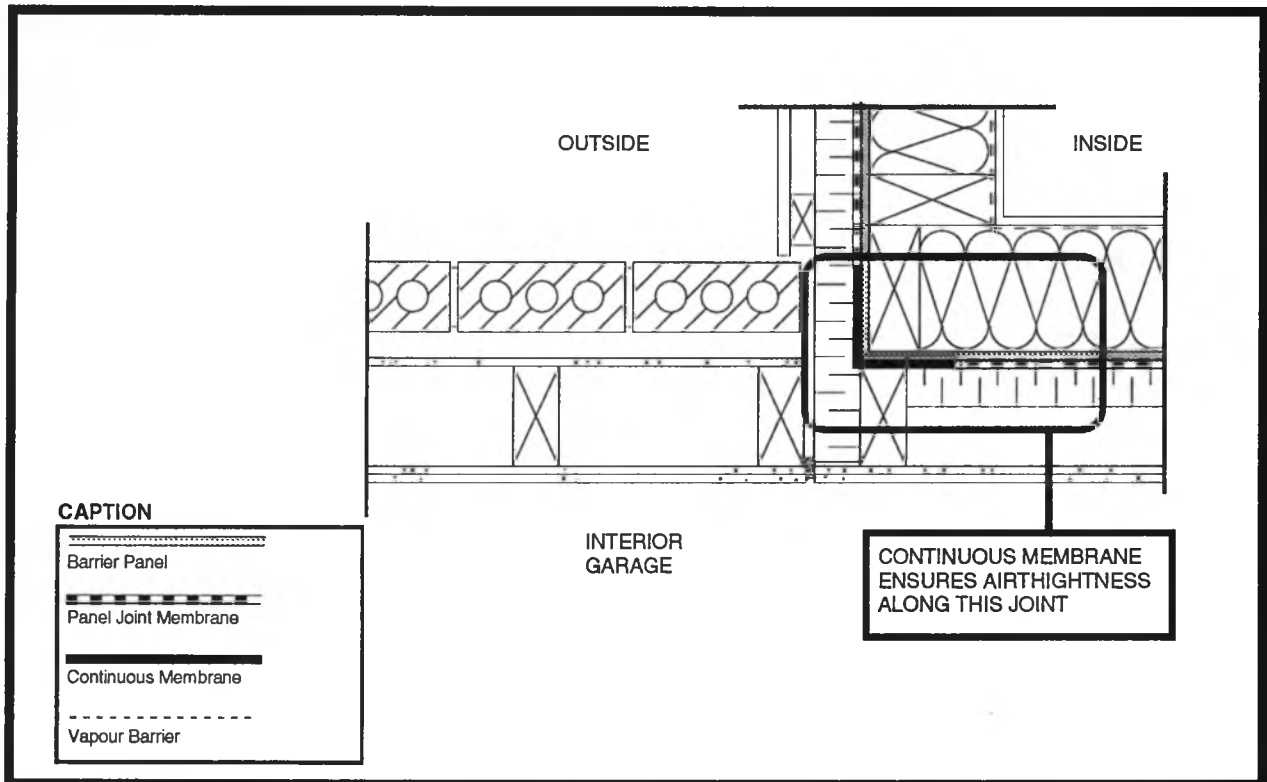 OUTSIDE
INSIDE
INTERIOR
GARAGE
CONTINUOUS MEMBRANE
ENSURES AIRTHIGHTNESS
ALONG THIS JOINT
CAPTION
Barrier Panel
Panel Joint Membrane
Continuous Membrane
Vapour Barrier